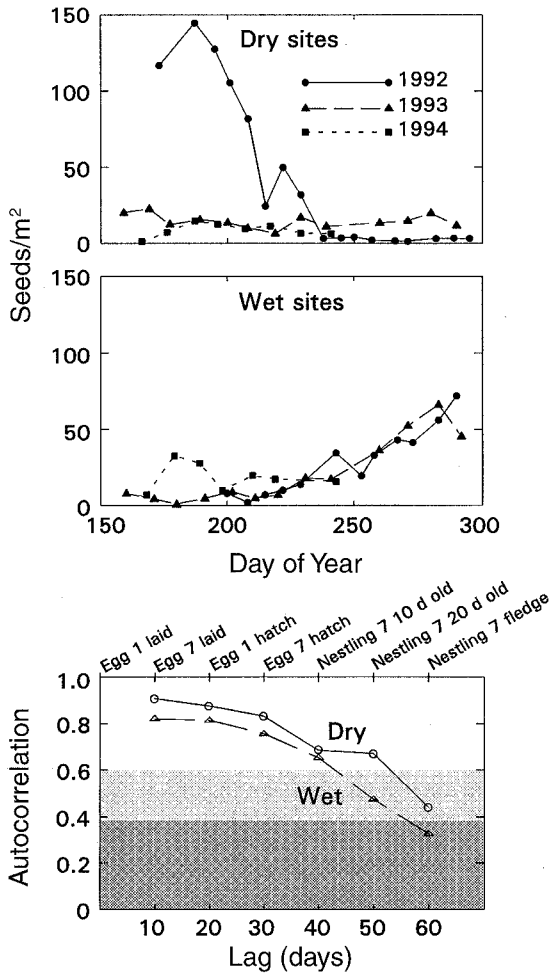 150
Dry sites
1992
1993
1994
100
50
0
Seeds/m²
150
Wet sites
100
50
0
150 200 250 300
Day of Year
Egg 1 laid
Egg 7 laid
Egg 1 hatch
Egg 7 hatch
Nestling 7 10 d old
Nestling 7 20 d old
Nestling 7 fledge
1.0
0.8
0.6
0.4
0.2
0
Autocorrelation
Dry
Wet
10 20 30 40 50 60
Lag (days)